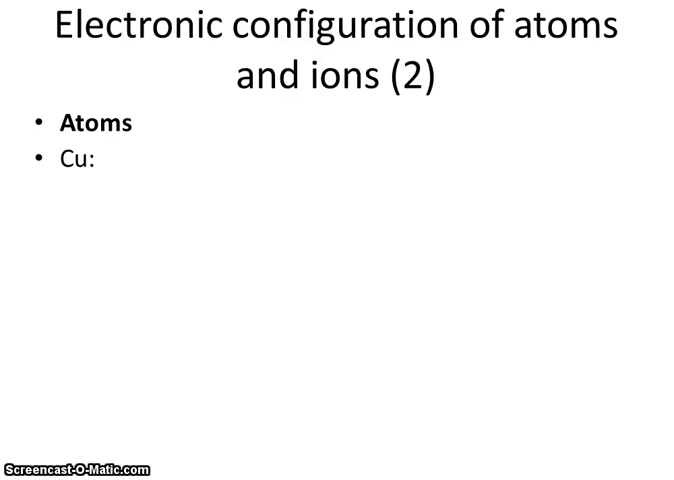 Electronic configuration of atoms
and ions (2)
• Atoms
• Cu:
Screencast-O-Matic.com